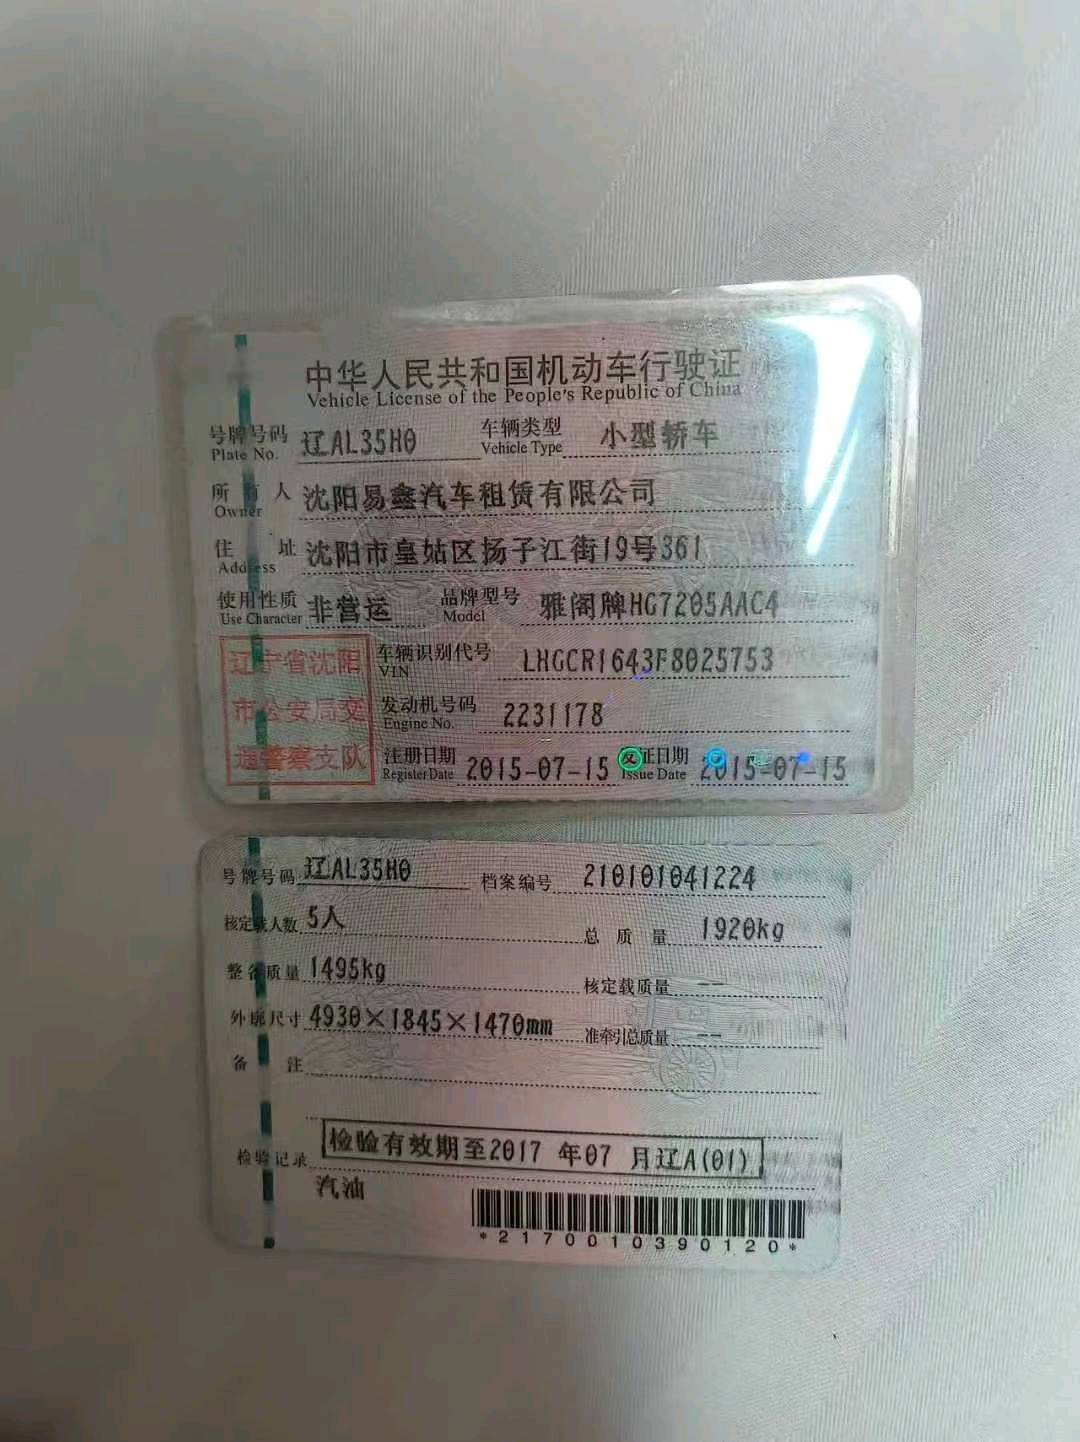 中华人民共和国机动车行驶证
Vehicle License of the People's Republic of China
号牌号码 辽AL35H0 车辆类型 小型轿车
Plate No. Vehicle Type
所有人 沈阳易鑫汽车租赁有限公司
Owner
住址 沈阳市皇姑区扬子江街19号361
Address
使用性质 非营运 品牌型号 雅阁牌HG7205AAC4
Use Character Model
辽宁省沈阳 车辆识别代号 LHGCR1643F8025753
VIN
市公安局交 发动机号码 2231178
Engine No.
通警察支队 注册日期 2015-07-15 发证日期 2015-07-15
Register Date Issue Date
号牌号码 辽AL35H0 档案编号 210101041224
核定载人数 5人 总质量 1920kg
整备质量 1495kg 核定载质量 --
外廓尺寸 4930×1845×1470mm 准牵引总质量 --
备注
检验记录 检验有效期至2017 年07 月辽A(01)
汽油
*2170010390120*